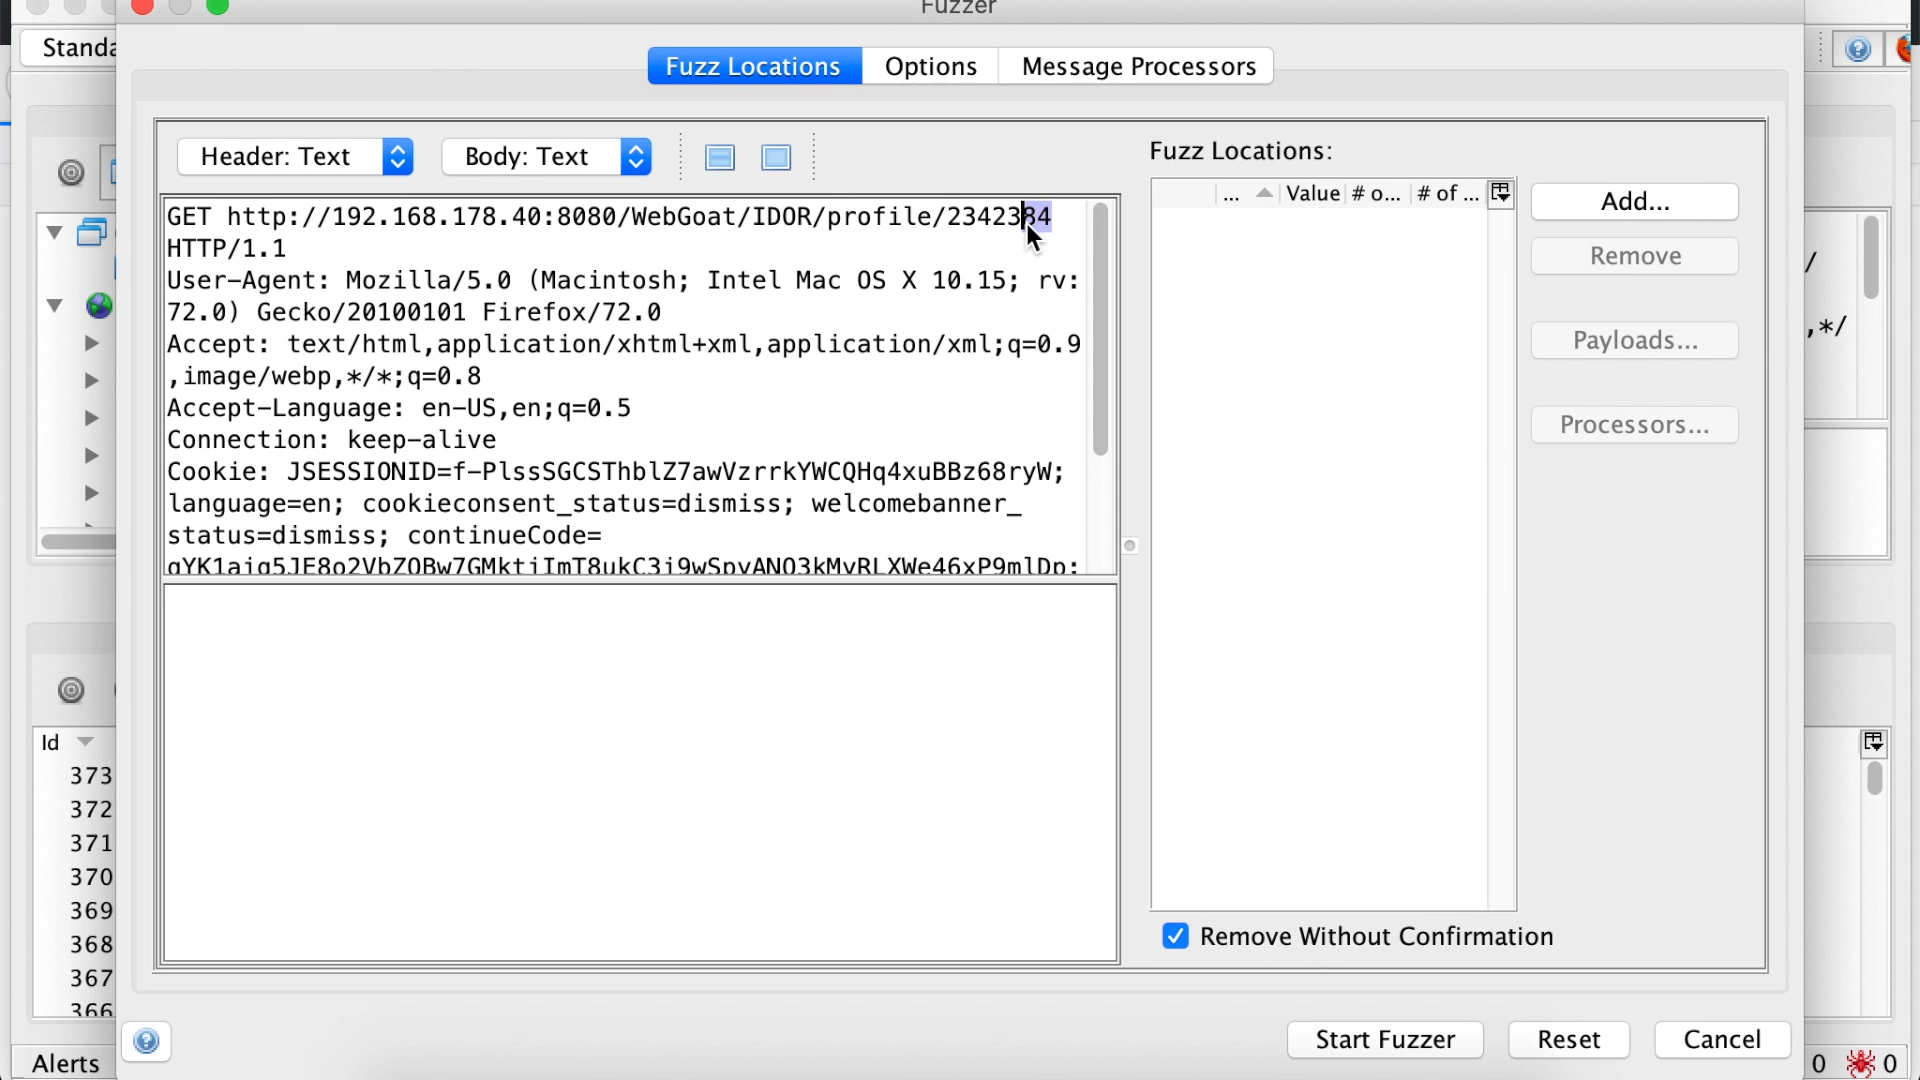 Fuzzer
Standa
Fuzz Locations
Options
Message Processors
Header: Text
Body: Text
GET http://192.168.178.40:8080/WebGoat/IDOR/profile/2342384
HTTP/1.1
User-Agent: Mozilla/5.0 (Macintosh; Intel Mac OS X 10.15; rv:
72.0) Gecko/20100101 Firefox/72.0
Accept: text/html,application/xhtml+xml,application/xml;q=0.9
,image/webp,*/*;q=0.8
Accept-Language: en-US,en;q=0.5
Connection: keep-alive
Cookie: JSESSIONID=f-PlssSGCSThblZ7awVzrrkYWCQHq4xuBBz68ryW;
language=en; cookieconsent_status=dismiss; welcomebanner_
status=dismiss; continueCode=
Fuzz Locations:
... Value # o... # of ...
Add...
Remove
Payloads...
Processors...
Remove Without Confirmation
/
,*/
Id
373
372
371
370
369
368
367
366
Start Fuzzer
Reset
Cancel
Alerts
0 0